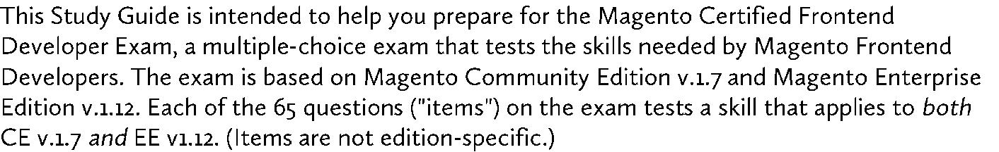 This Study Guide is intended to help you prepare for the Magento Certified Frontend
Developer Exam, a multiple-choice exam that tests the skills needed by Magento Frontend
Developers. The exam is based on Magento Community Edition v.1.7 and Magento Enterprise
Edition v.1.12. Each of the 65 questions ("items") on the exam tests a skill that applies to both
CE v.1.7 and EE v1.12. (Items are not edition-specific.)